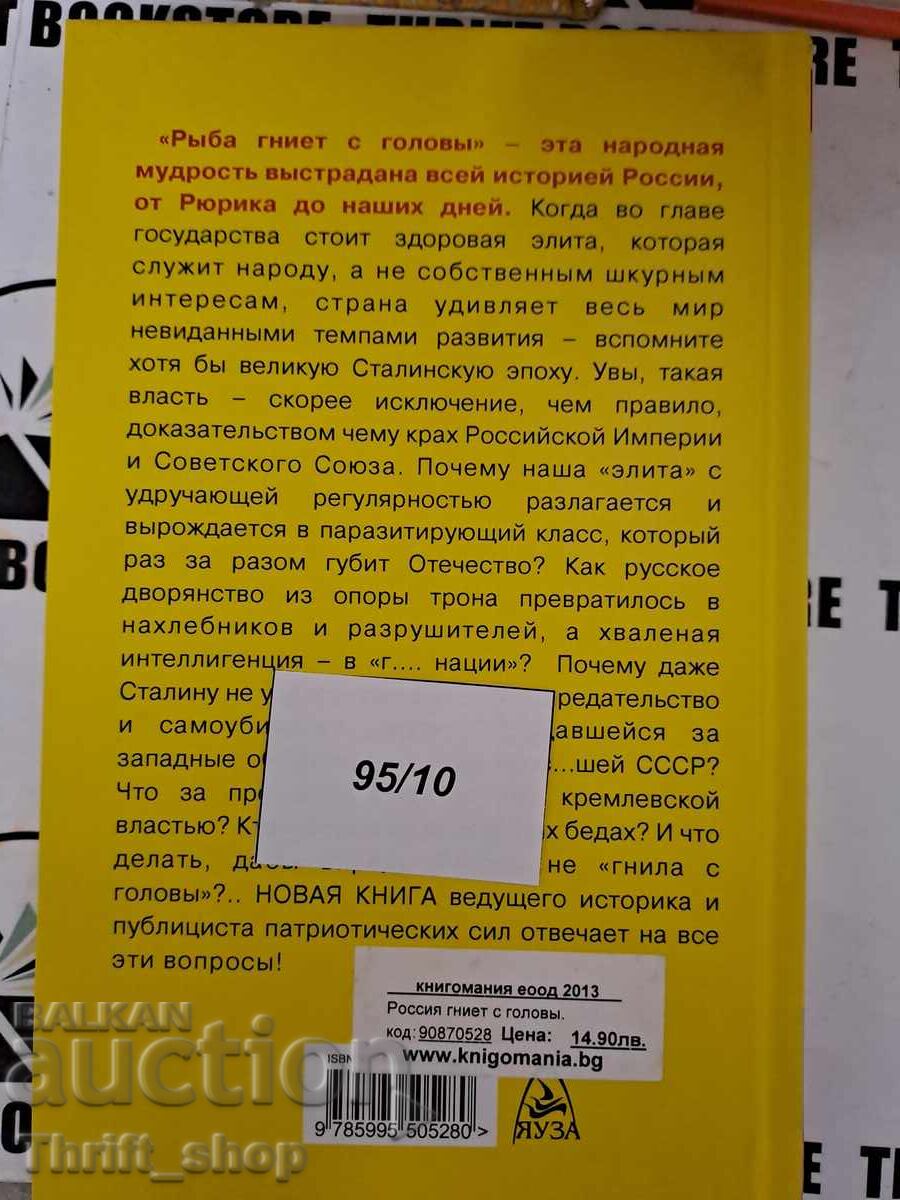 BOOKSTORE THRIFT BOOKSTORE
«Рыба гниет с головы» – эта народная
мудрость выстрадана всей историей России,
от Рюрика до наших дней. Когда во главе
государства стоит здоровая элита, которая
служит народу, а не собственным шкурным
интересам, страна удивляет весь мир
невиданными темпами развития – вспомните
хотя бы великую Сталинскую эпоху. Увы, такая
власть – скорее исключение, чем правило,
доказательством чему крах Российской Империи
и Советского Союза. Почему наша «элита» с
удручающей регулярностью разлагается и
вырождается в паразитирующий класс, который
раз за разом губит Отечество? Как русское
дворянство из опоры трона превратилось в
нахлебников и разрушителей, а хваленая
интеллигенция – в «г.... нации»? Почему даже
Сталину не у редательство
и самоуби давшейся за
западные о ...шей СССР?
Что за пр кремлевской
властью? К х бедах? И что
делать, не «гнила с
головы»?.. НОВАЯ КНИГА ведущего историка и
публициста патриотических сил отвечает на все
эти вопросы!
95/10
книгомания еоод 2013
Россия гниет с головы.
код: 90870528 Цена: 14.90лв.
www.knigomania.bg
ISBN
9 785995 505280 >
ЯУЗА
BALKAN
auction
Thrift_shop